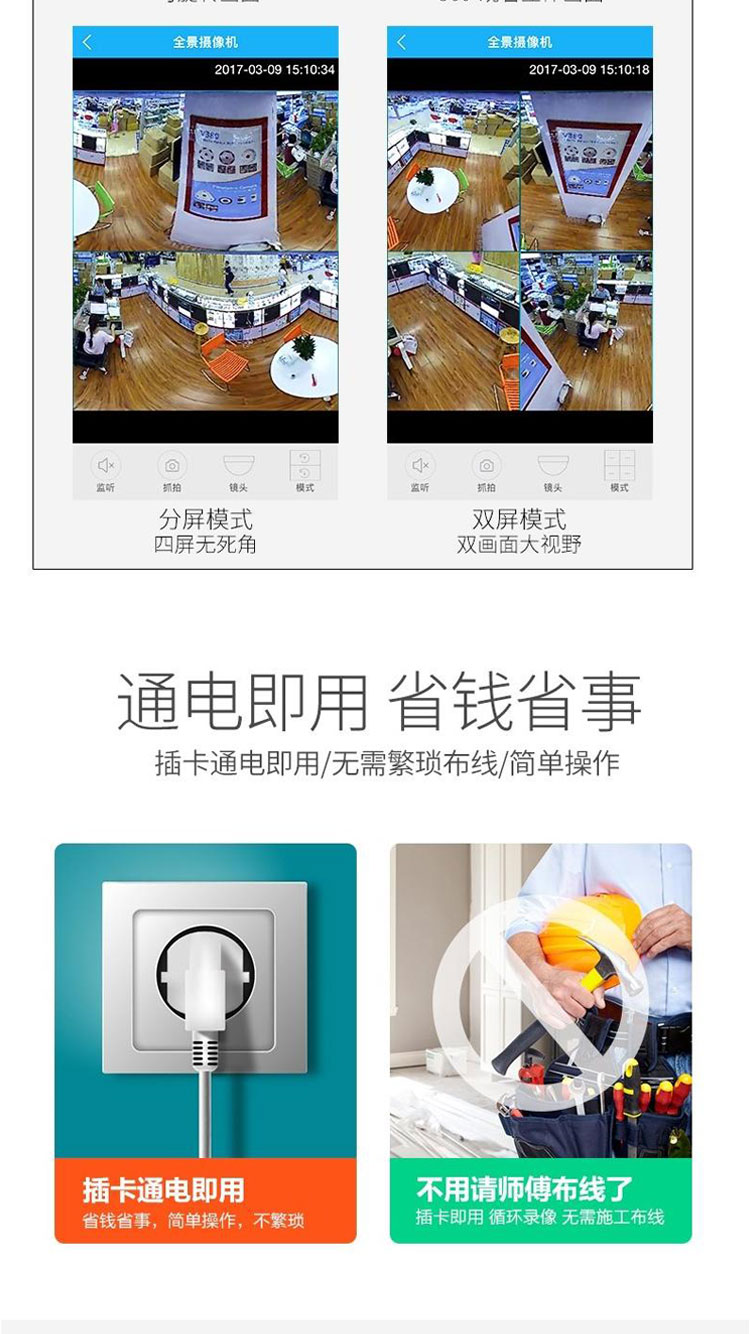 全景摄像机
全景摄像机
2017-03-09 15:10:34
2017-03-09 15:10:18
监听
抓拍
镜头
模式
监听
抓拍
镜头
模式
分屏模式
四屏无死角
双屏模式
双画面大视野
通电即用 省钱省事
插卡通电即用/无需繁琐布线/简单操作
插卡通电即用
省钱省事，简单操作，不繁琐
不用请师傅布线了
插卡即用 循环录像 无需施工布线